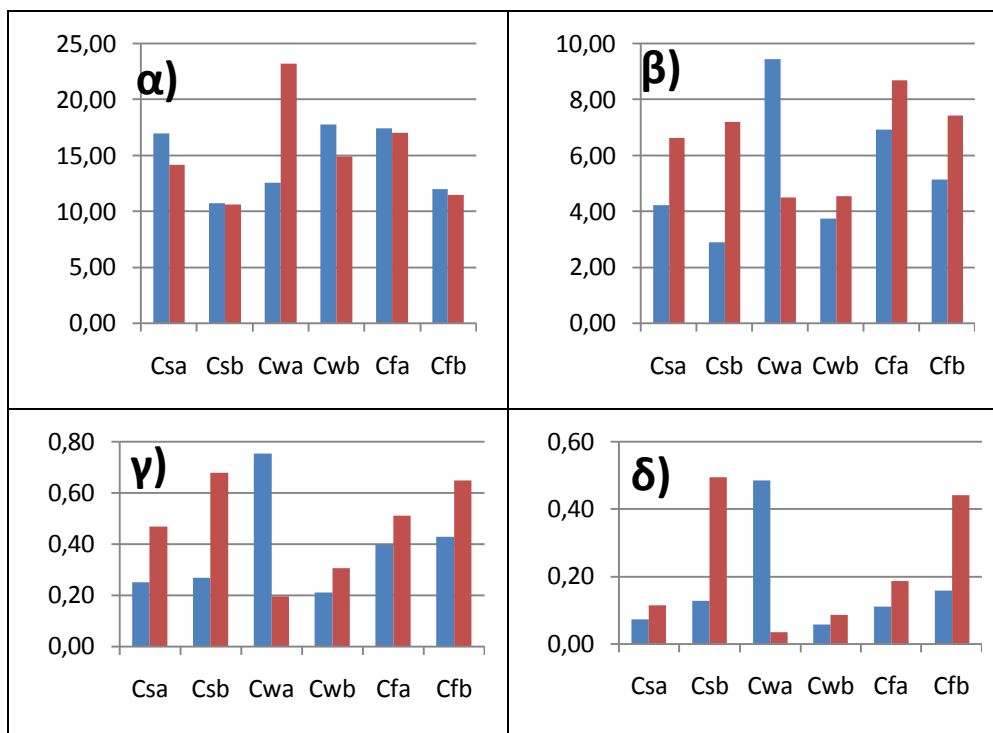 α)
25,00
20,00
15,00
10,00
5,00
0,00
Csa Csb Cwa Cwb Cfa Cfb
β)
10,00
8,00
6,00
4,00
2,00
0,00
Csa Csb Cwa Cwb Cfa Cfb
γ)
0,80
0,60
0,40
0,20
0,00
Csa Csb Cwa Cwb Cfa Cfb
δ)
0,60
0,40
0,20
0,00
Csa Csb Cwa Cwb Cfa Cfb